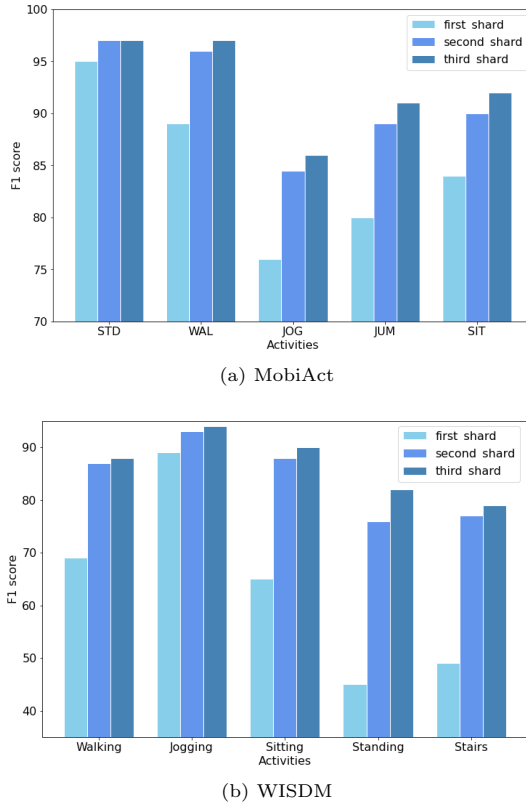 100
95
90
85
80
75
70
F1 score
first shard
second shard
third shard
STD WAL JOG JUM SIT
Activities
(a) MobiAct
90
80
70
60
50
40
F1 score
first shard
second shard
third shard
Walking Jogging Sitting Standing Stairs
Activities
(b) WISDM